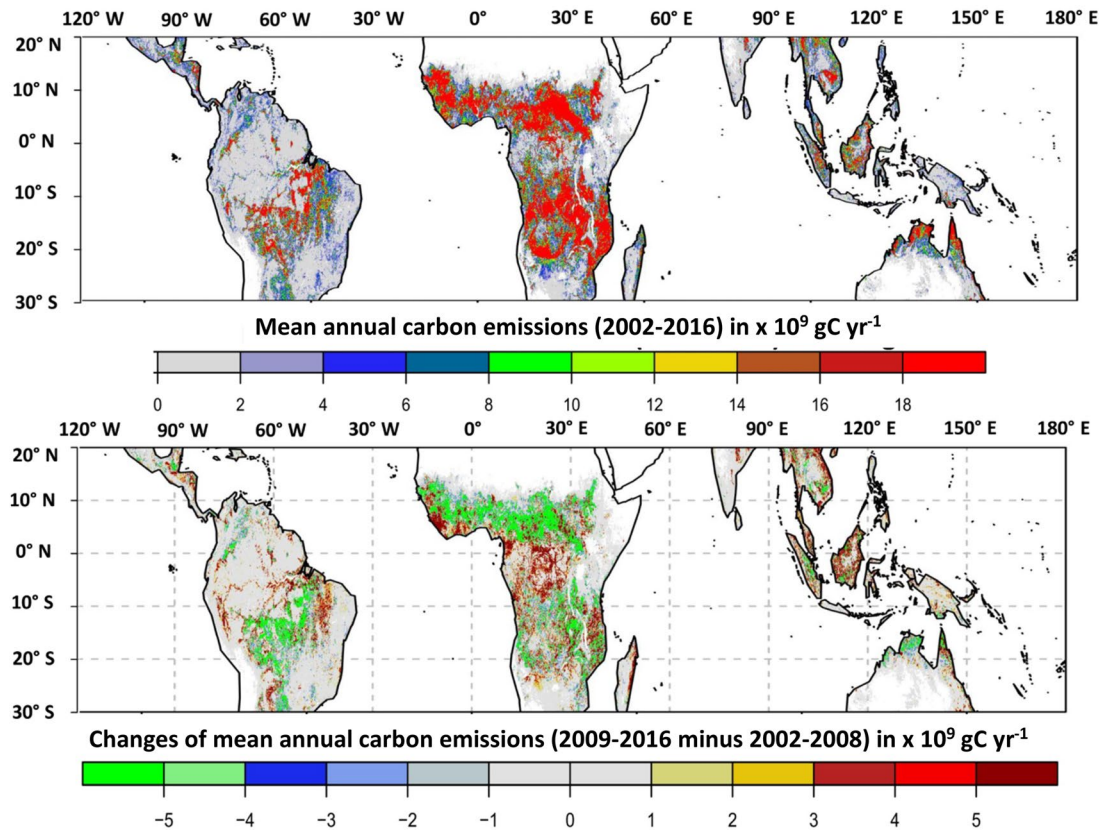 120° W 90° W 60° W 30° W 0° 30° E 60° E 90° E 120° E 150° E 180° E
20° N
10° N
0° N
10° S
20° S
30° S
Mean annual carbon emissions (2002-2016) in x 10⁹ gC yr⁻¹
0 2 4 6 8 10 12 14 16 18
120° W 90° W 60° W 30° W 0° 30° E 60° E 90° E 120° E 150° E 180° E
20° N
10° N
0° N
10° S
20° S
30° S
Changes of mean annual carbon emissions (2009-2016 minus 2002-2008) in x 10⁹ gC yr⁻¹
−5 −4 −3 −2 −1 0 1 2 3 4 5